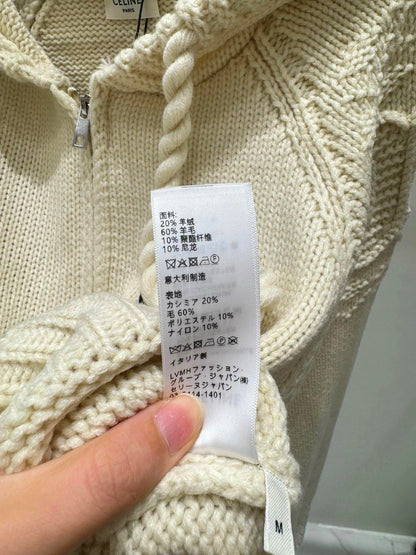 CELINE
PARIS
面料:
20% 羊绒
60% 羊毛
10% 聚酯纤维
10% 尼龙
意大利制造
表地
カシミア 20%
毛 60%
ポリエステル 10%
ナイロン 10%
イタリア製
LVMHファッション・
グループ・ジャパン㈱
セリーヌジャパン
M